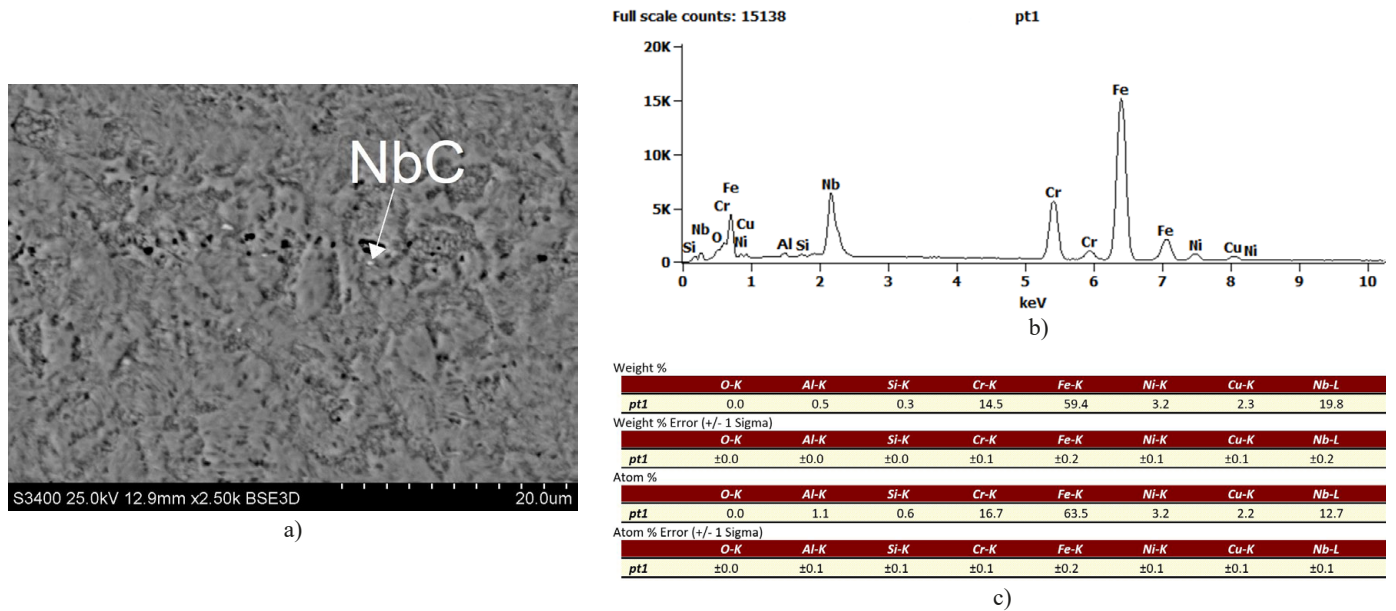 NbC
S3400 25.0kV 12.9mm x2.50k BSE3D 20.0um
a)
Full scale counts: 15138 pt1
20K
15K
10K
5K
0
Si Nb O Cr Fe Cu Ni Al Si Nb Cr Cr Fe Fe Ni Cu Ni
0 1 2 3 4 5 6 7 8 9 10
keV
b)
Weight %
O-K Al-K Si-K Cr-K Fe-K Ni-K Cu-K Nb-L
pt1 0.0 0.5 0.3 14.5 59.4 3.2 2.3 19.8
Weight % Error (+/- 1 Sigma)
O-K Al-K Si-K Cr-K Fe-K Ni-K Cu-K Nb-L
pt1 ±0.0 ±0.0 ±0.0 ±0.1 ±0.2 ±0.1 ±0.1 ±0.2
Atom %
O-K Al-K Si-K Cr-K Fe-K Ni-K Cu-K Nb-L
pt1 0.0 1.1 0.6 16.7 63.5 3.2 2.2 12.7
Atom % Error (+/- 1 Sigma)
O-K Al-K Si-K Cr-K Fe-K Ni-K Cu-K Nb-L
pt1 ±0.0 ±0.1 ±0.1 ±0.1 ±0.2 ±0.1 ±0.1 ±0.1
c)